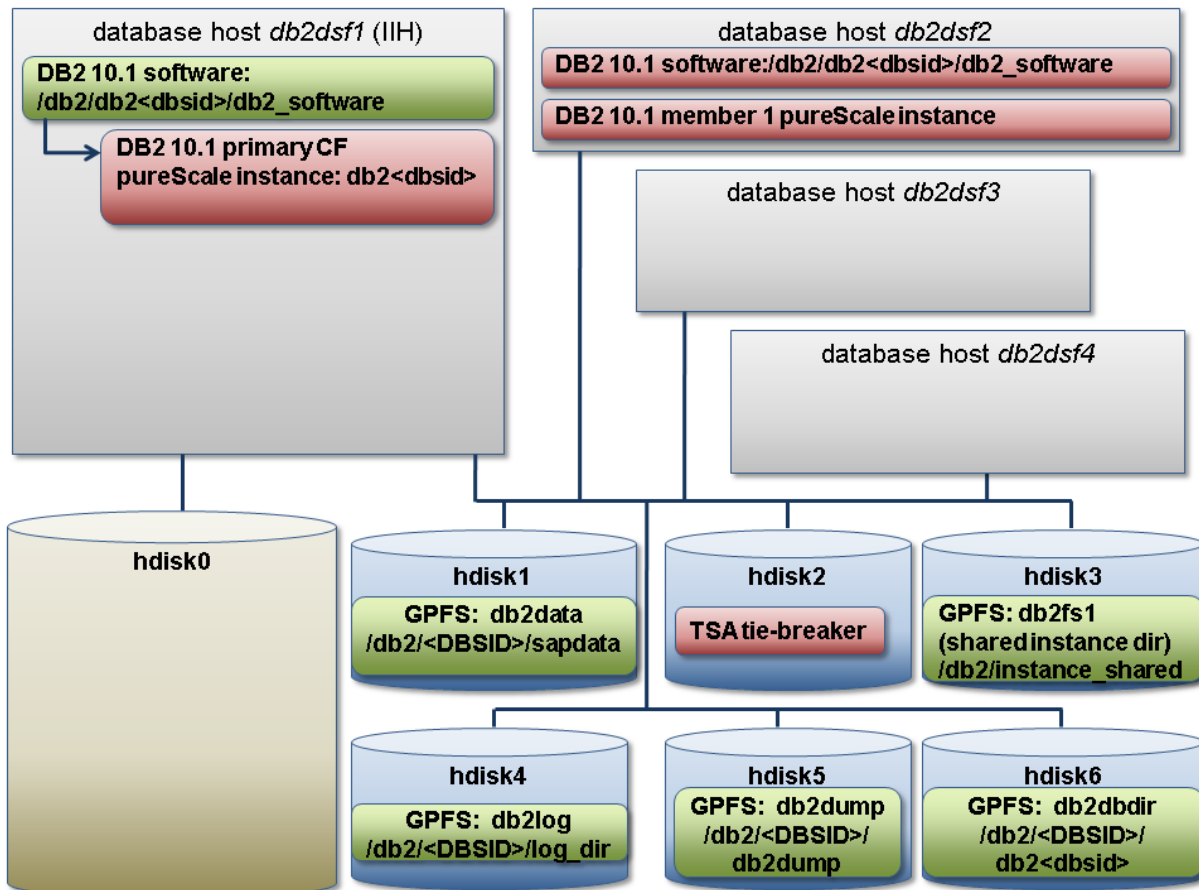 database host db2dsf1 (IIH)
DB2 10.1 software:
/db2/db2<dbsid>/db2_software
DB2 10.1 primary CF
pureScale instance: db2<dbsid>
database host db2dsf2
DB2 10.1 software:/db2/db2<dbsid>/db2_software
DB2 10.1 member 1 pureScale instance
database host db2dsf3
database host db2dsf4
hdisk0
hdisk1
GPFS: db2data
/db2/<DBSID>/sapdata
hdisk2
TSA tie-breaker
hdisk3
GPFS: db2fs1
(shared instance dir)
/db2/instance_shared
hdisk4
GPFS: db2log
/db2/<DBSID>/log_dir
hdisk5
GPFS: db2dump
/db2/<DBSID>/
db2dump
hdisk6
GPFS: db2dbdir
/db2/<DBSID>/
db2<dbsid>